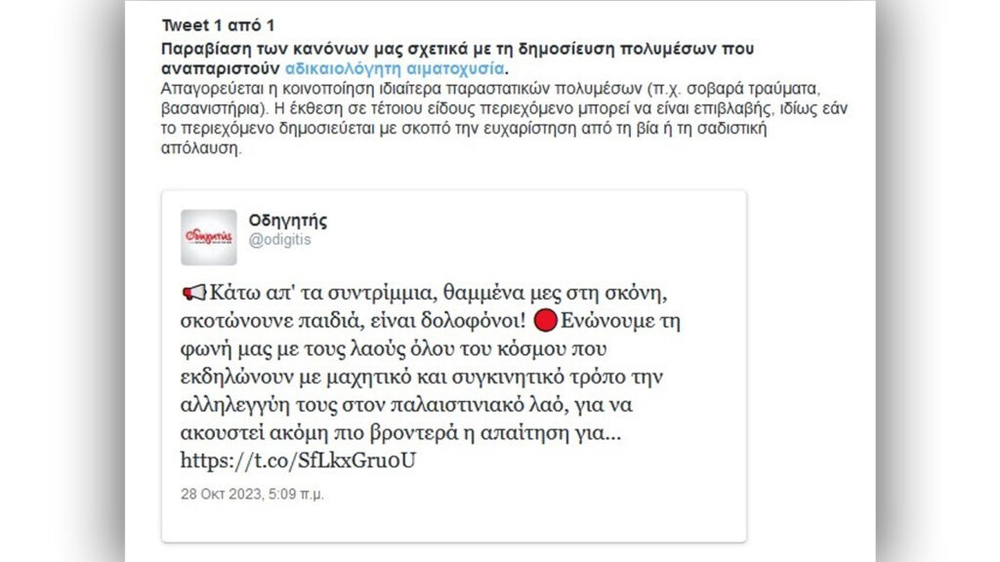 Tweet 1 από 1
Παραβίαση των κανόνων μας σχετικά με τη δημοσίευση πολυμέσων που
αναπαριστούν αδικαιολόγητη αιματοχυσία.
Απαγορεύεται η κοινοποίηση ιδιαίτερα παραστατικών πολυμέσων (π.χ. σοβαρά τραύματα,
βασανιστήρια). Η έκθεση σε τέτοιου είδους περιεχόμενο μπορεί να είναι επιβλαβής, ιδίως εάν
το περιεχόμενο δημοσιεύεται με σκοπό την ευχαρίστηση από τη βία ή τη σαδιστική
απόλαυση.
Οδηγητής
Οδηγητής
@odigitis
Κάτω απ' τα συντρίμμια, θαμμένα μες στη σκόνη,
σκοτώνουνε παιδιά, είναι δολοφόνοι! Ενώνουμε τη
φωνή μας με τους λαούς όλου του κόσμου που
εκδηλώνουν με μαχητικό και συγκινητικό τρόπο την
αλληλεγγύη τους στον παλαιστινιακό λαό, για να
ακουστεί ακόμη πιο βροντερά η απαίτηση για...
https://t.co/SfLkxGru0U
28 Οκτ 2023, 5:09 π.μ.